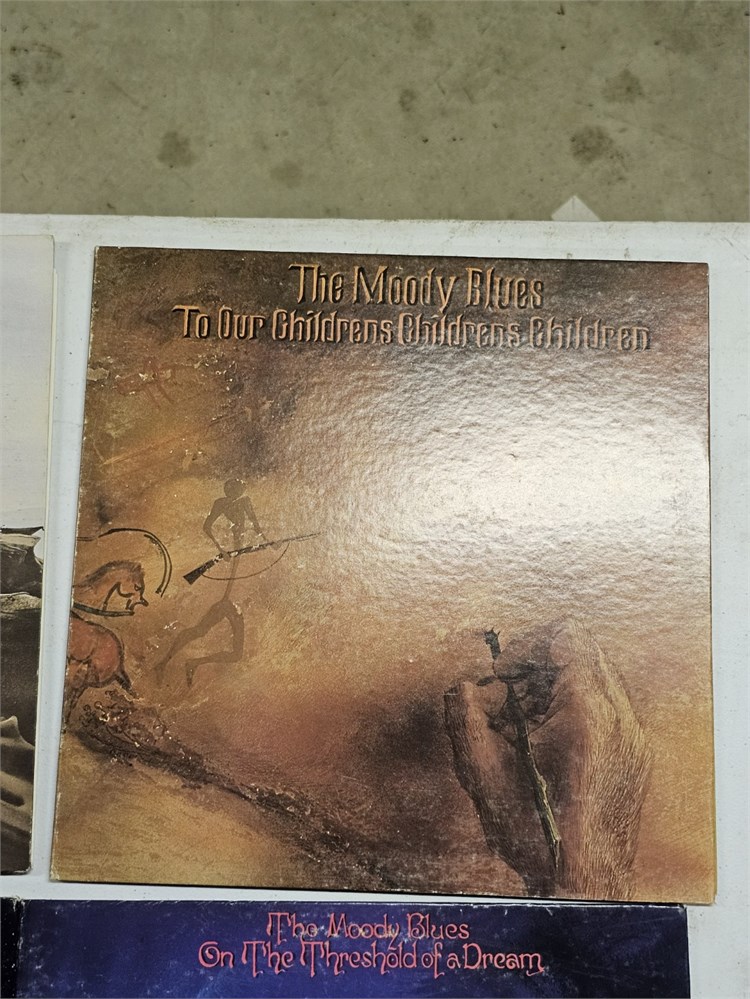 The Moody Blues
To Our Childrens Childrens Children
The Moody Blues
On The Threshold of a Dream